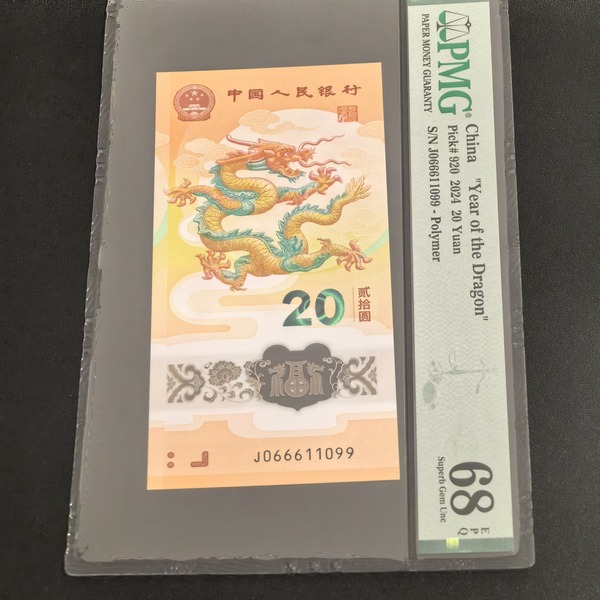 中国人民银行
20
贰拾圆
福
J066611099
PMG®
PAPER MONEY GUARANTY
China "Year of the Dragon"
Pick# 920 2024 20 Yuan
S/N J066611099 - Polymer
68
EPQ
Superb Gem Unc